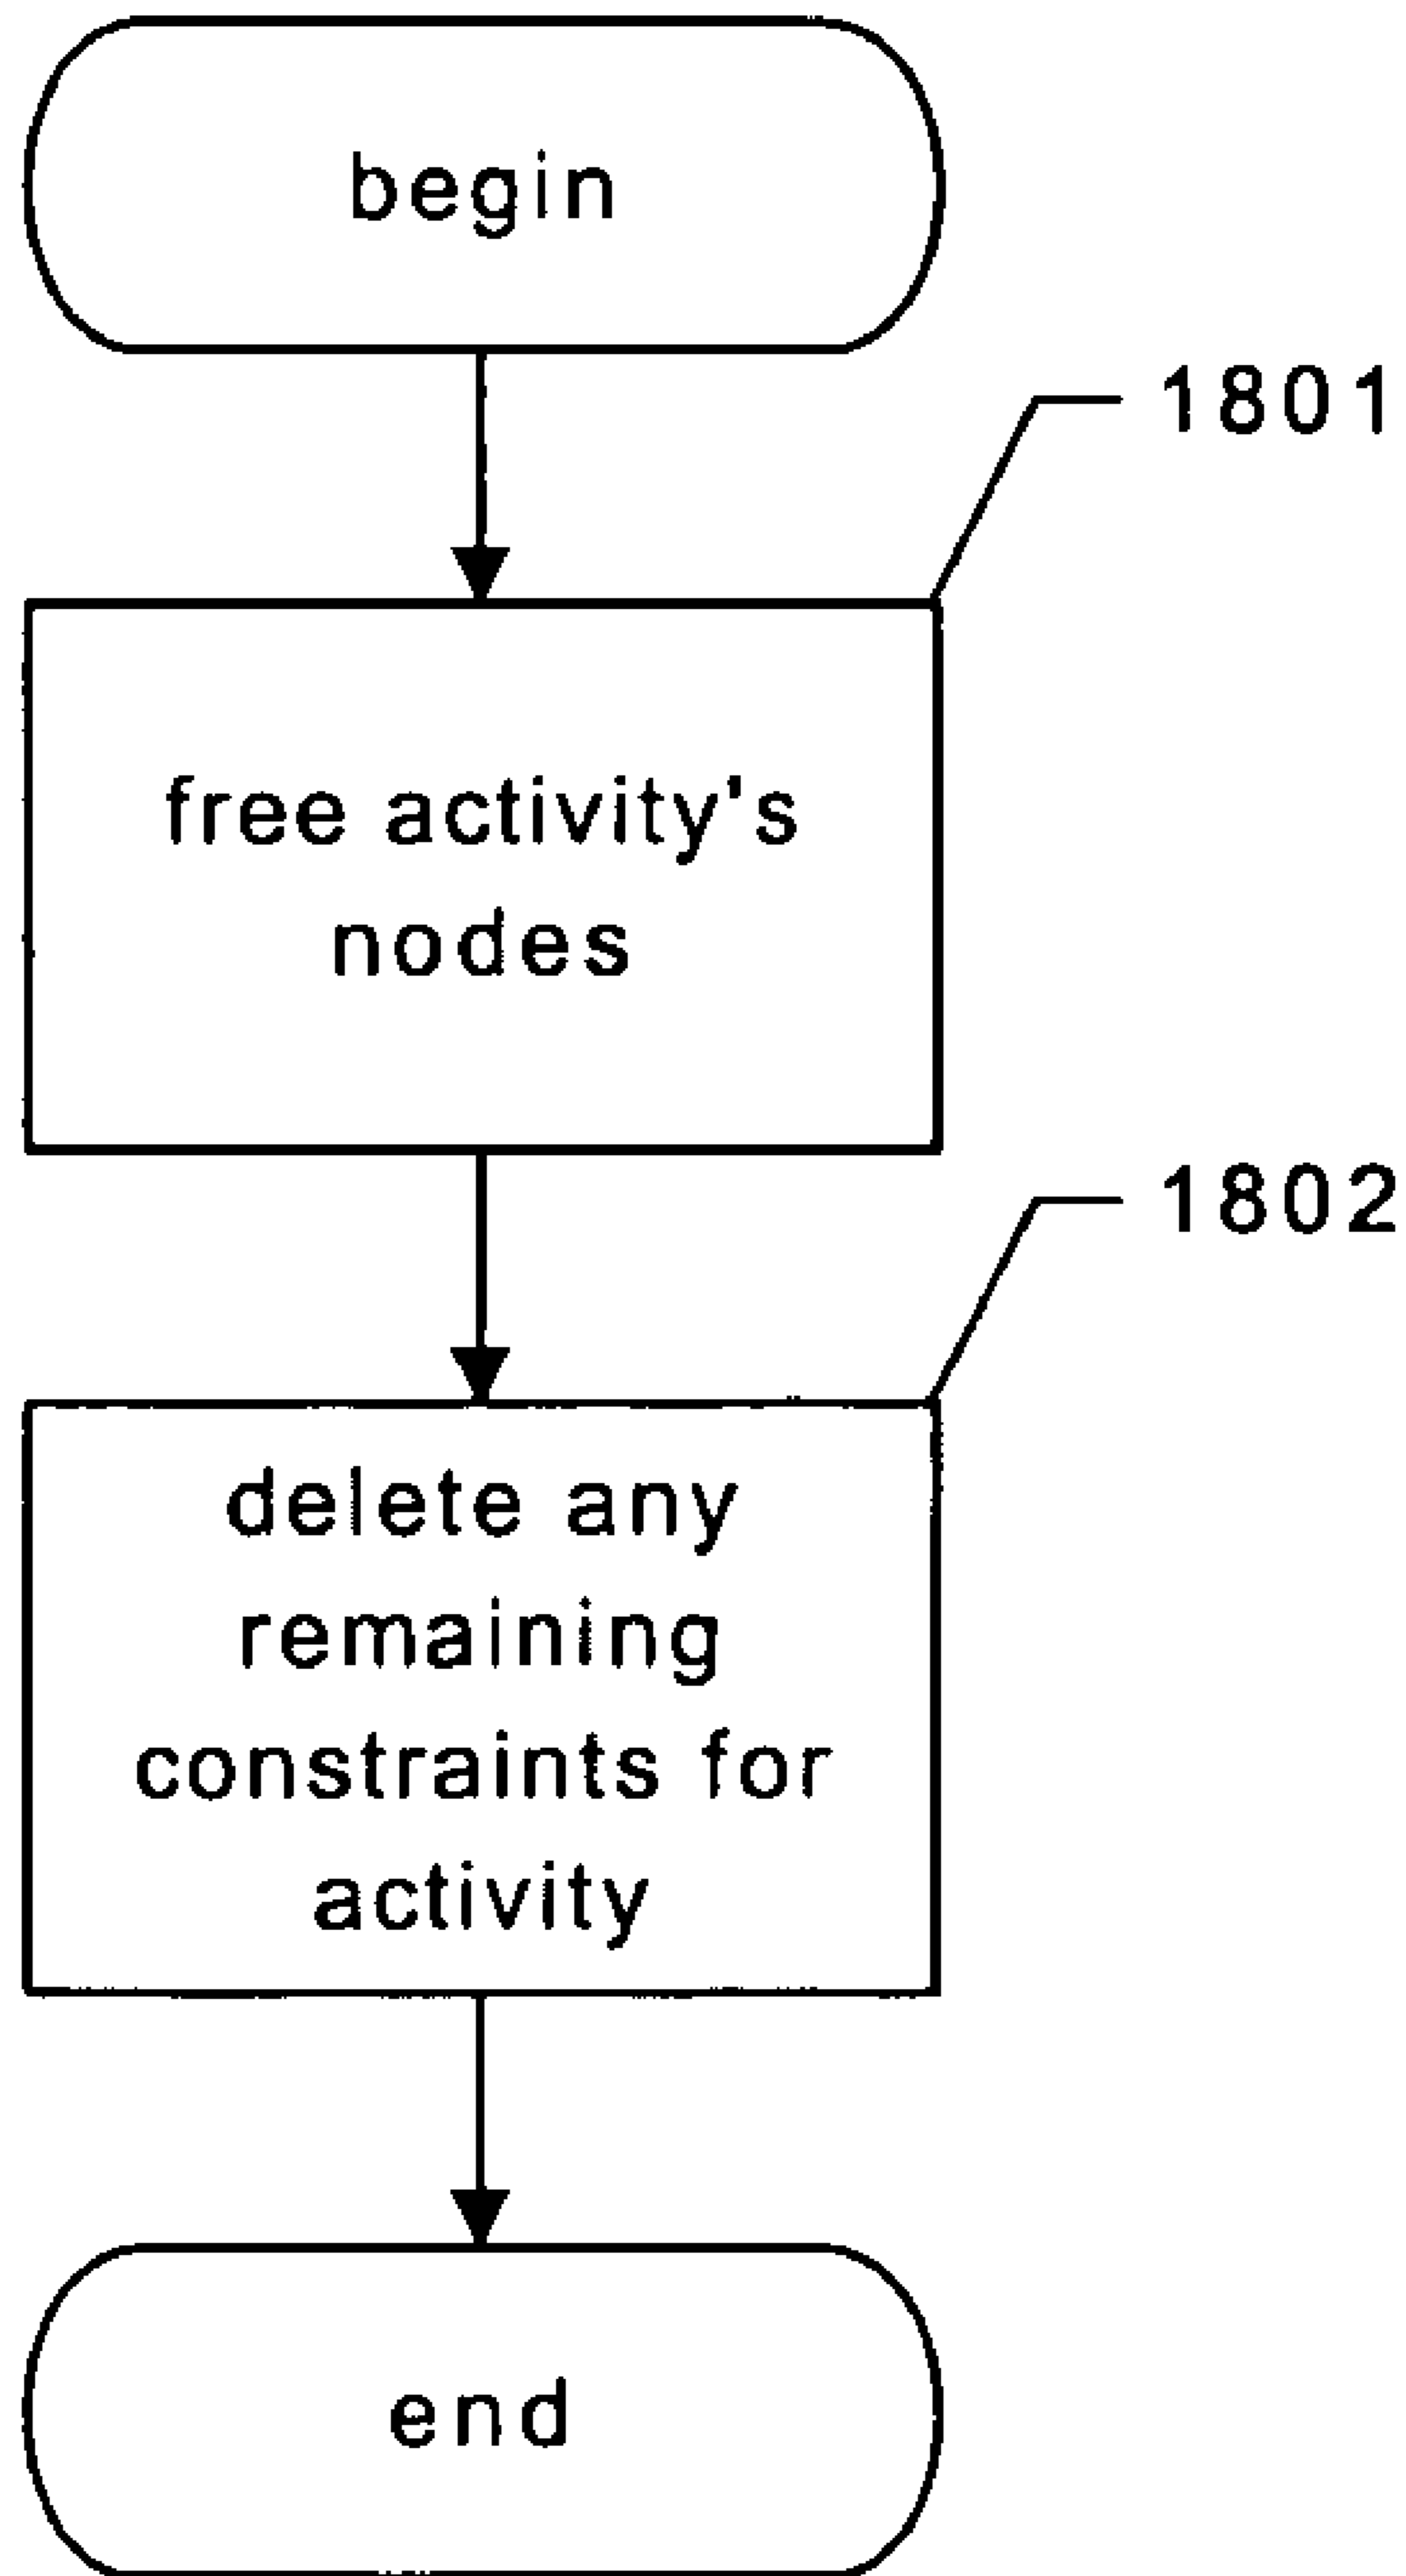 begin
1801
free activity's
nodes
1802
delete any
remaining
constraints for
activity
end